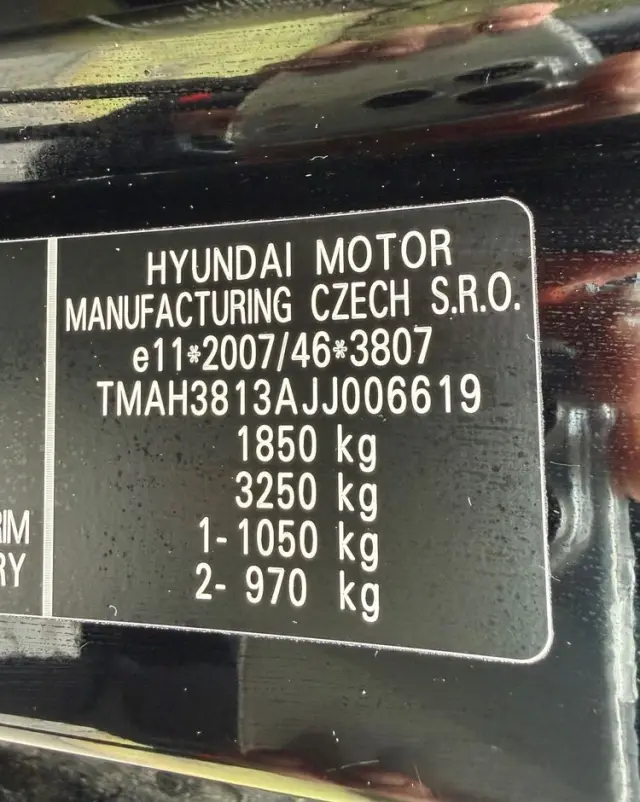 HYUNDAI MOTOR
MANUFACTURING CZECH S.R.O.
e11*2007/46*3807
TMAH3813AJJ006619
1850 kg
3250 kg
1- 1050 kg
2- 970 kg